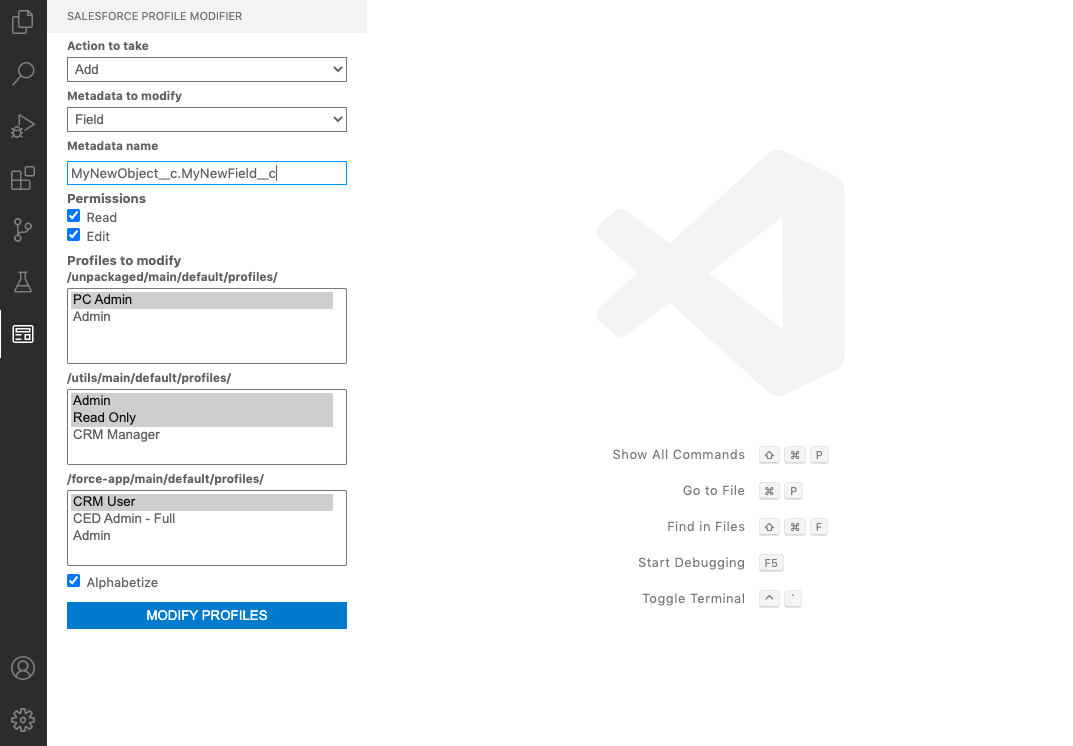 SALESFORCE PROFILE MODIFIER
Action to take
Add
Metadata to modify
Field
Metadata name
MyNewObject__c.MyNewField__c
Permissions
Read
Edit
Profiles to modify
/unpackaged/main/default/profiles/
PC Admin
Admin
/utils/main/default/profiles/
Admin
Read Only
CRM Manager
/force-app/main/default/profiles/
CRM User
CED Admin - Full
Admin
Alphabetize
MODIFY PROFILES
Show All Commands ⇧ ⌘ P
Go to File ⌘ P
Find in Files ⇧ ⌘ F
Start Debugging F5
Toggle Terminal ^ `